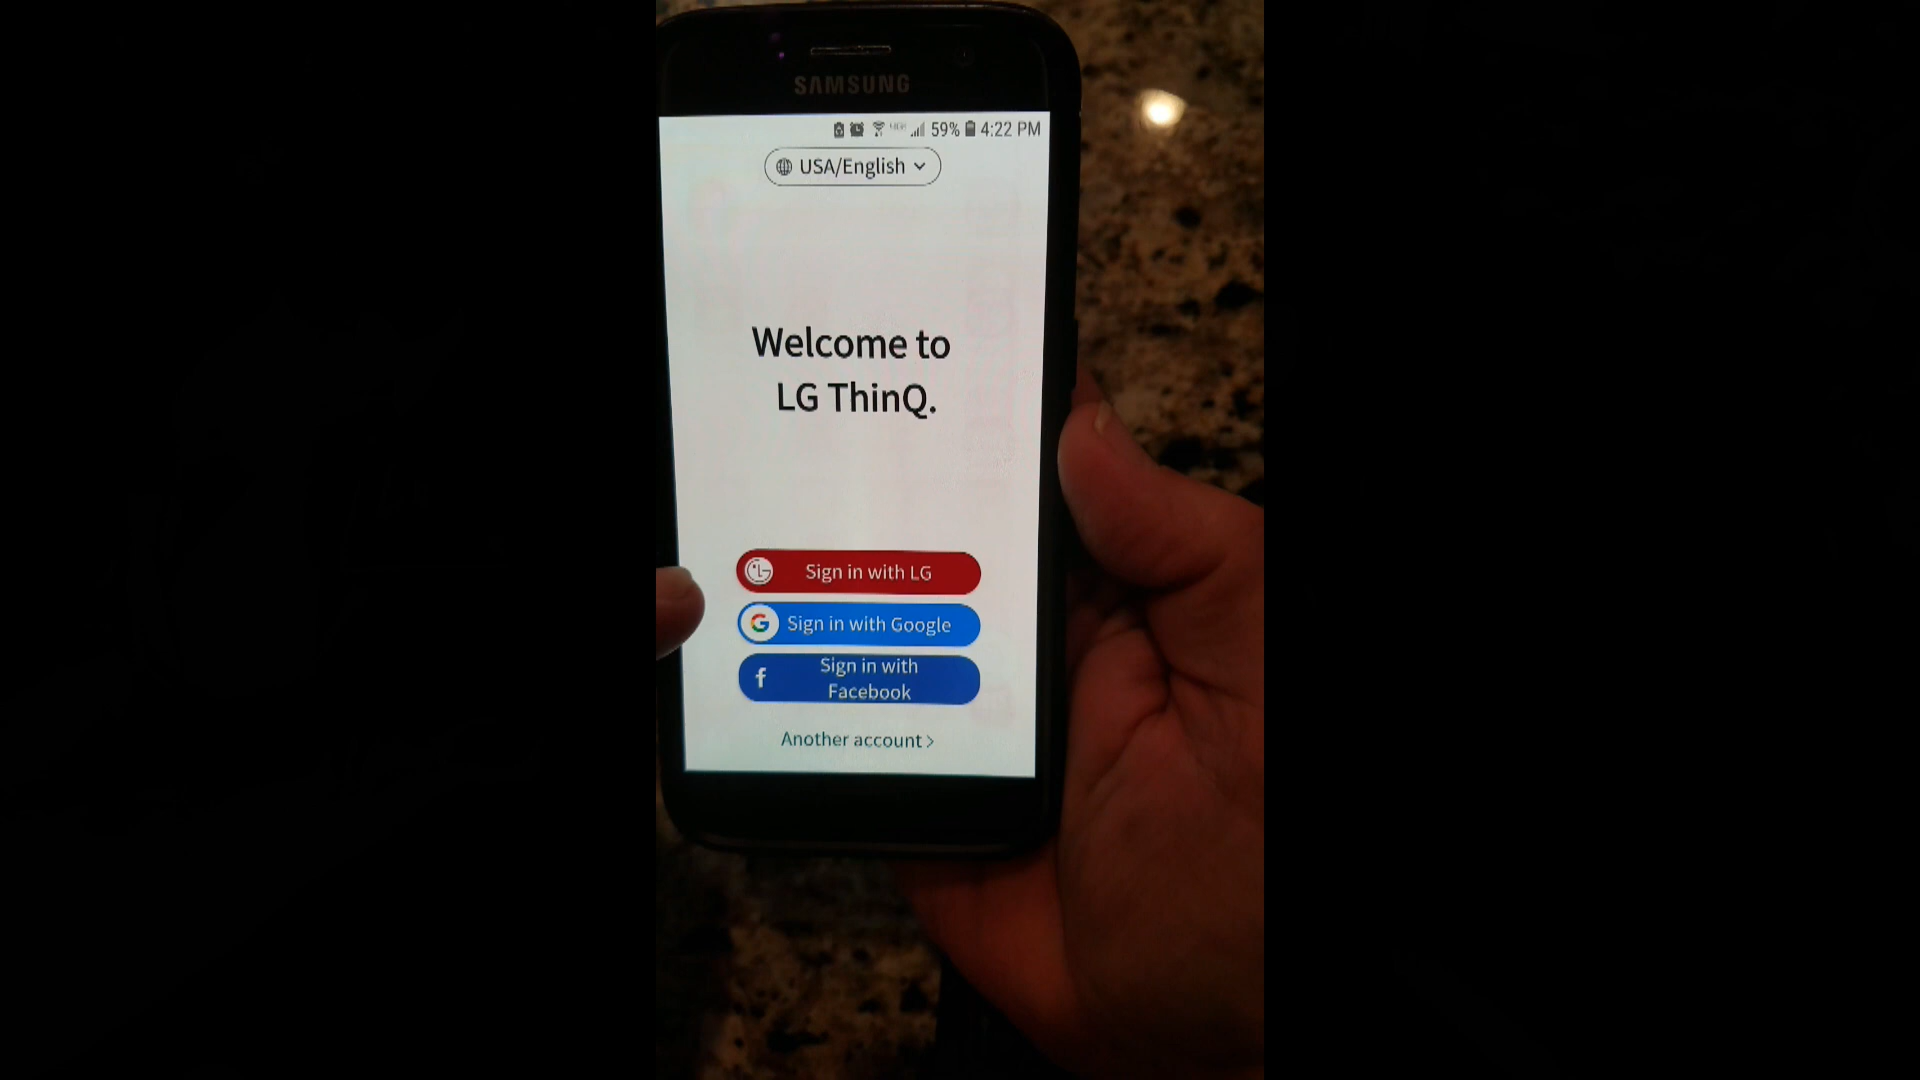 SAMSUNG
59% 4:22 PM
USA/English
Welcome to
LG ThinQ.
Sign in with LG
G Sign in with Google
f Sign in with
Facebook
Another account >